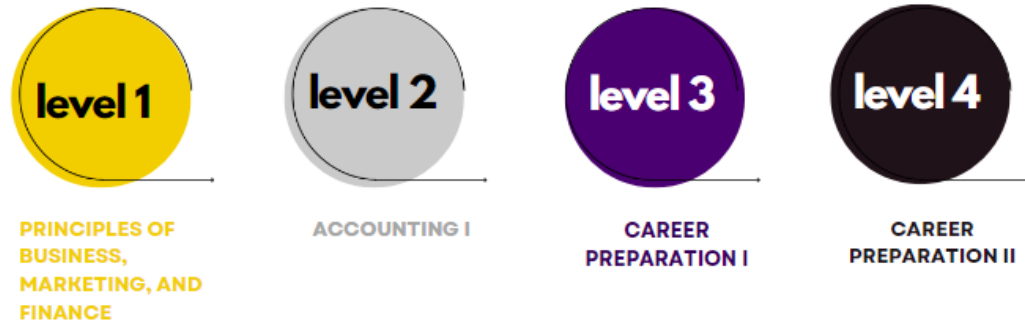 level 1
PRINCIPLES OF
BUSINESS,
MARKETING, AND
FINANCE
level 2
ACCOUNTING I
level 3
CAREER
PREPARATION I
level 4
CAREER
PREPARATION II